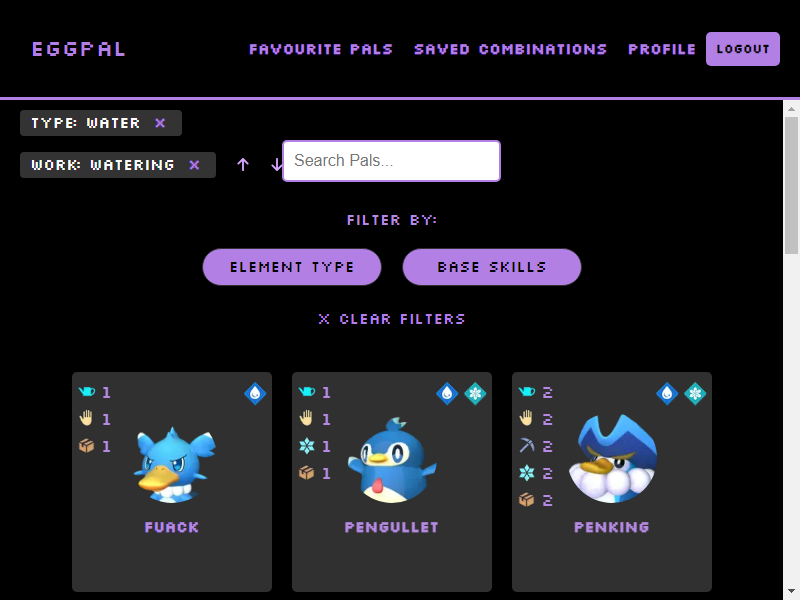 EGGPAL
FAVOURITE PALS SAVED COMBINATIONS PROFILE LOGOUT
TYPE: WATER ✕
WORK: WATERING ✕ ↑ ↓ Search Pals...
FILTER BY:
ELEMENT TYPE BASE SKILLS
X CLEAR FILTERS
1
1
1
FUACK
1
1
1
1
PENGULLET
2
2
2
2
2
PENKING